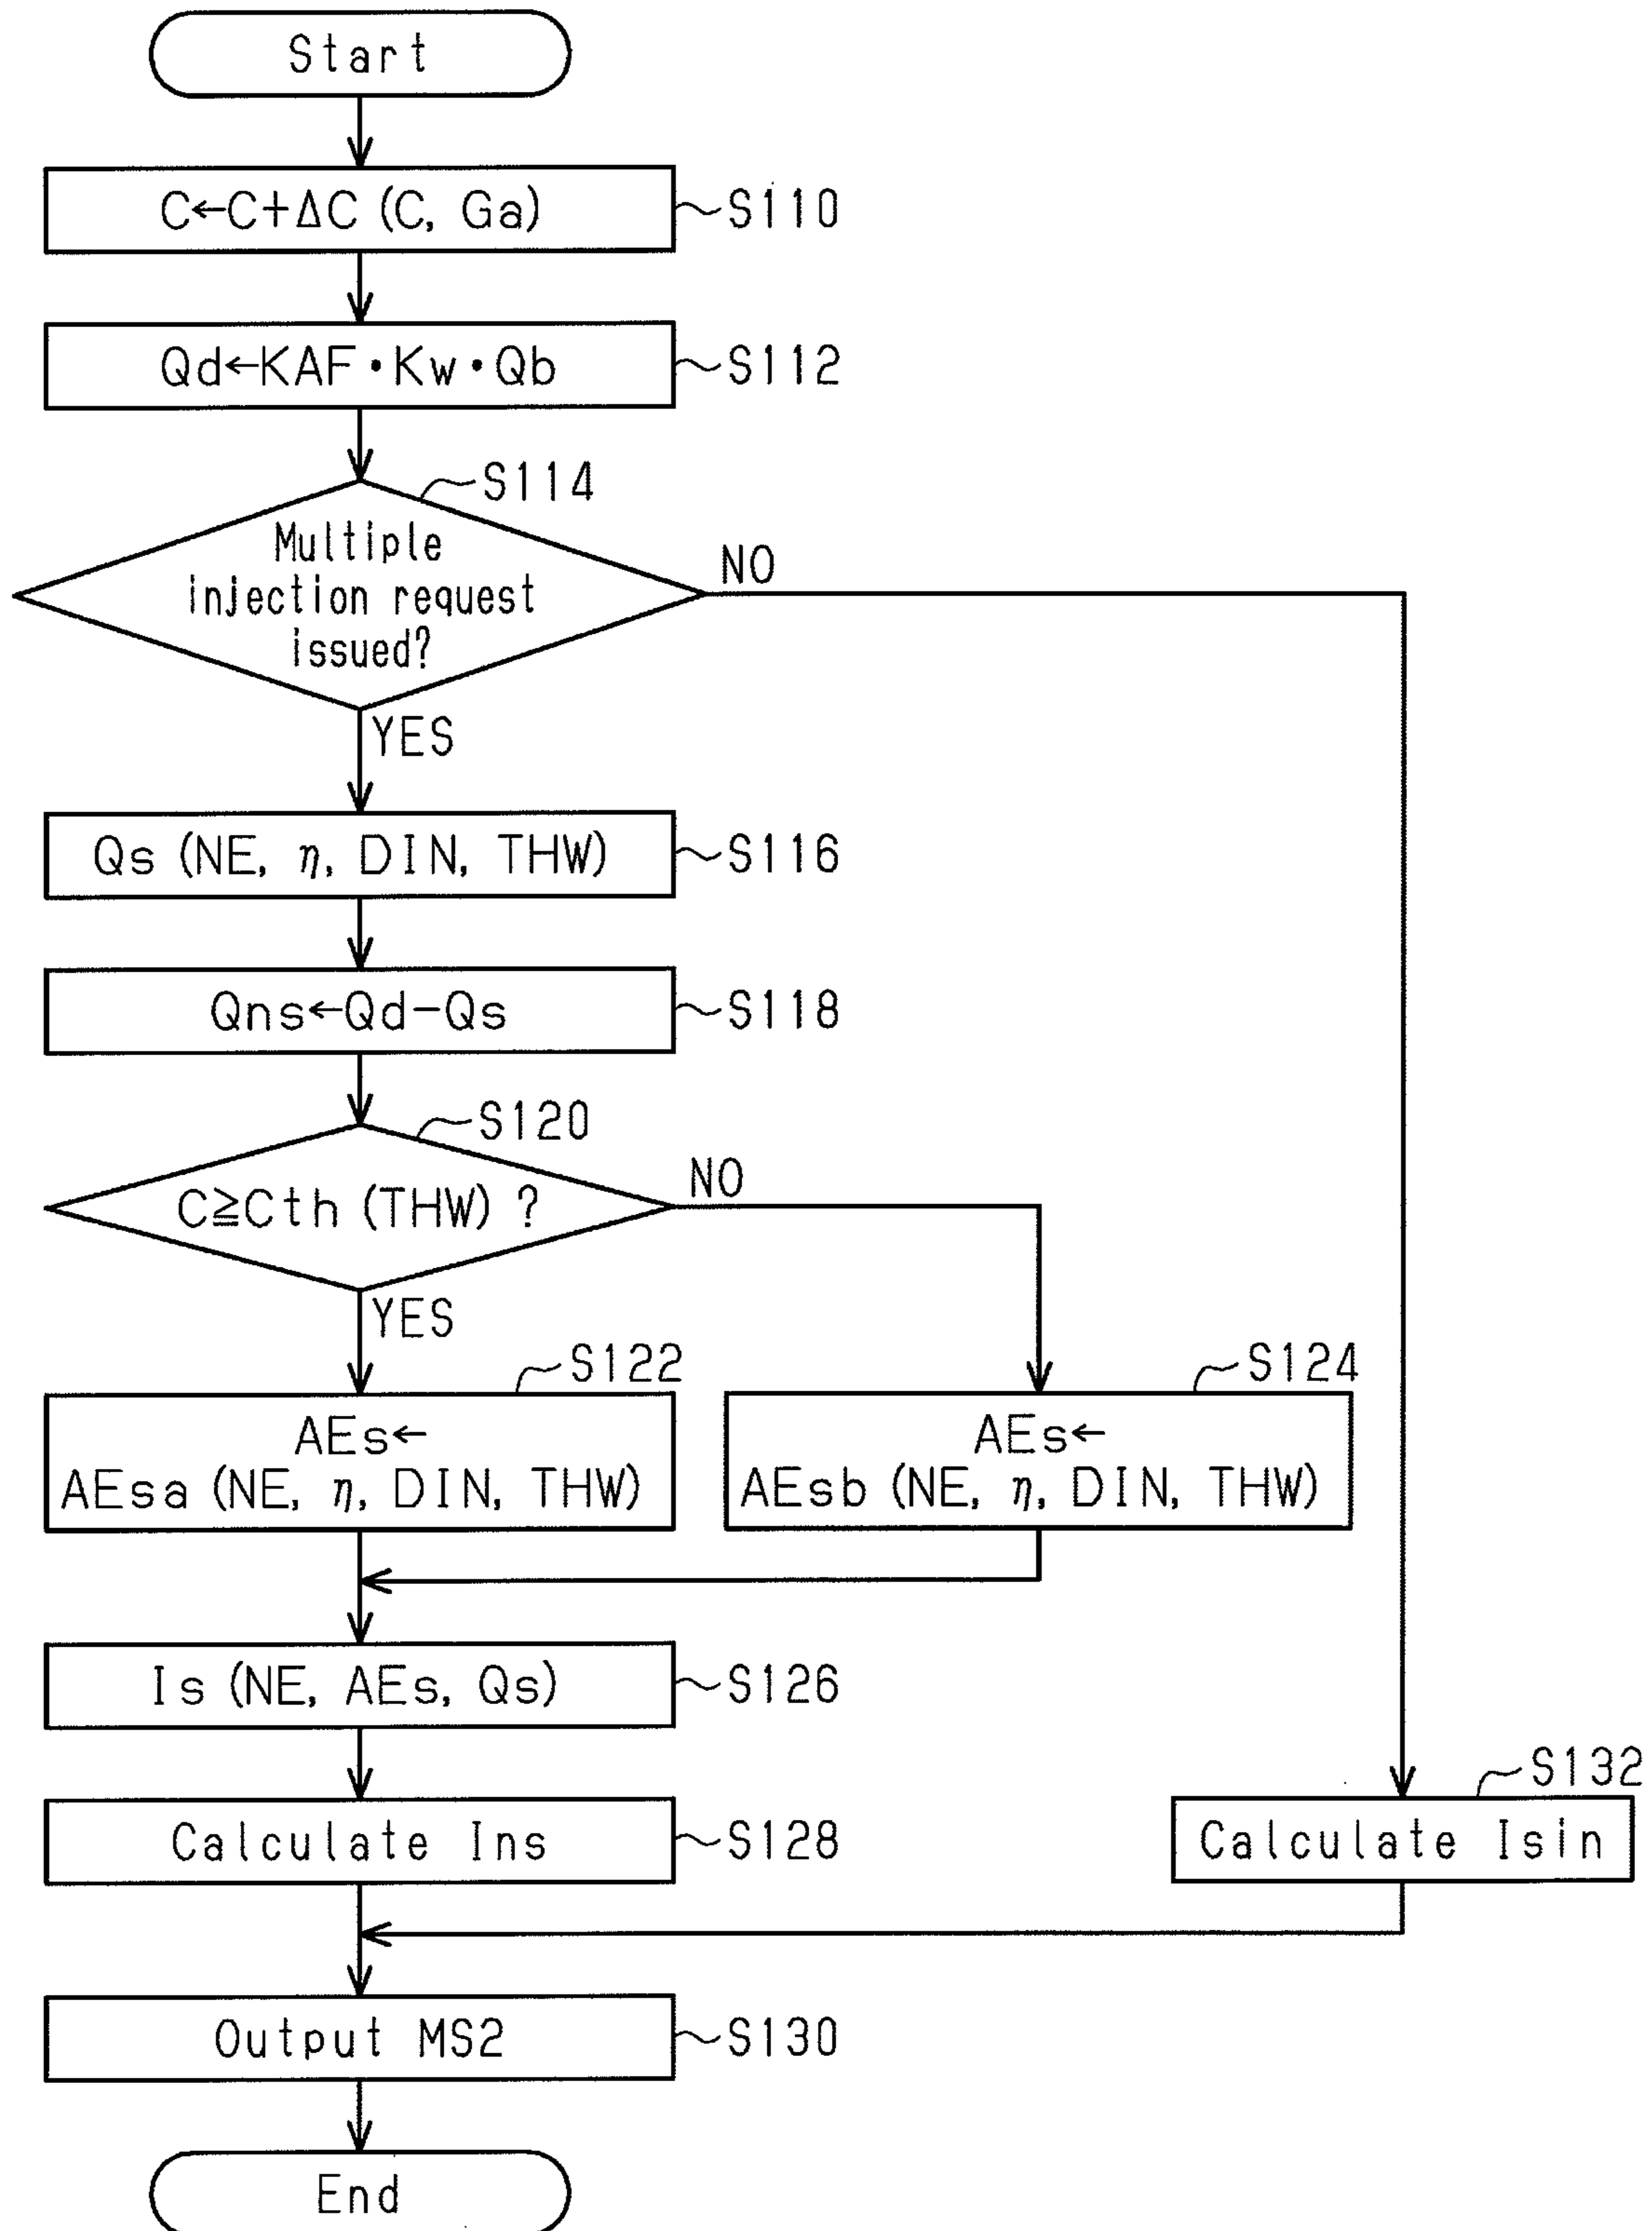 Start
C←C+ΔC (C, Ga)
S110
Qd←KAF・Kw・Qb
S112
S114
Multiple
injection request
issued?
NO
YES
Qs (NE, η, DIN, THW)
S116
Qns←Qd−Qs
S118
S120
C≧Cth (THW) ?
NO
YES
S122
AEs←
AEsa (NE, η, DIN, THW)
S124
AEs←
AEsb (NE, η, DIN, THW)
Is (NE, AEs, Qs)
S126
Calculate Ins
S128
S132
Calculate Isin
Output MS2
S130
End